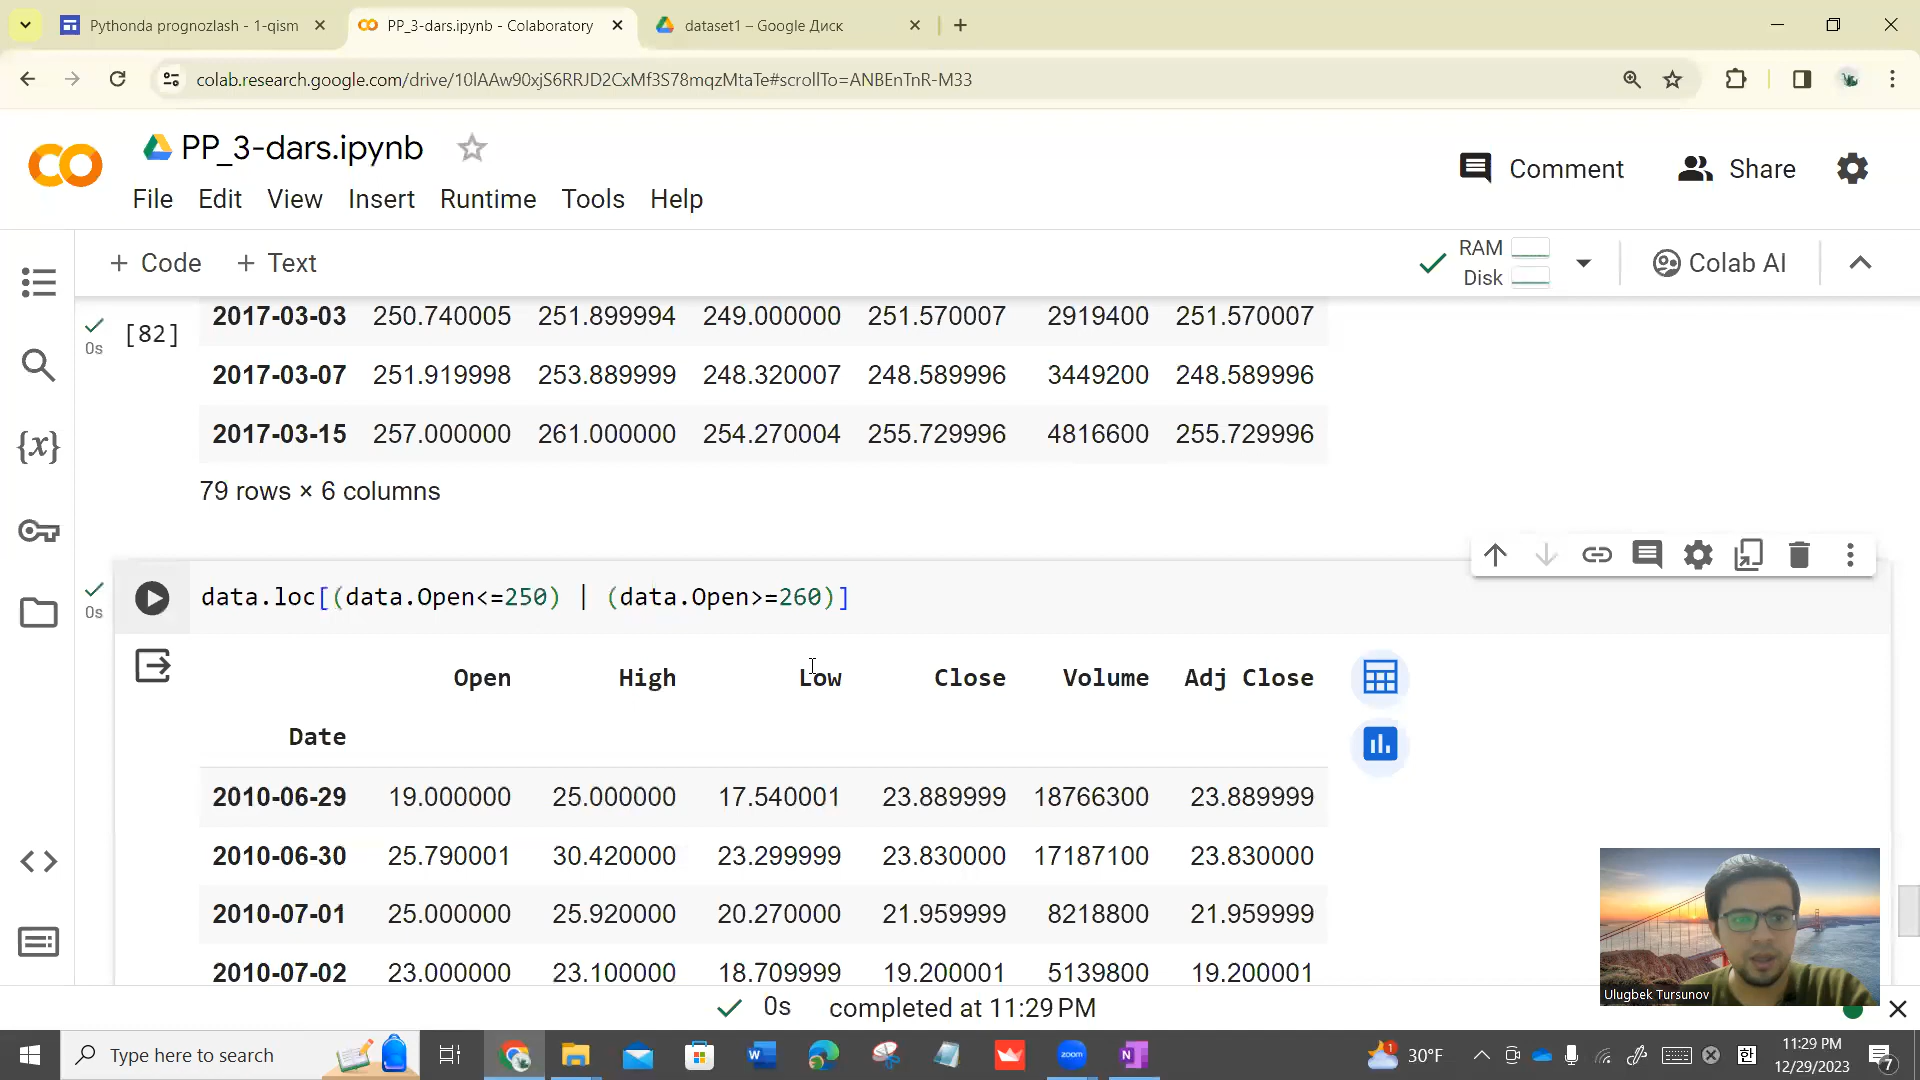 Pythonda prognozlash - 1-qism
PP_3-dars.ipynb - Colaboratory
dataset1 – Google Диск
colab.research.google.com/drive/10lAAw90xjS6RRJD2CxMf3S78mqzMtaTe#scrollTo=ANBEnTnR-M33
PP_3-dars.ipynb
Comment
Share
File Edit View Insert Runtime Tools Help
+ Code + Text
RAM
Disk
Colab AI
[82]
0s
2017-03-03 250.740005 251.899994 249.000000 251.570007 2919400 251.570007
2017-03-07 251.919998 253.889999 248.320007 248.589996 3449200 248.589996
2017-03-15 257.000000 261.000000 254.270004 255.729996 4816600 255.729996
79 rows × 6 columns
0s
data.loc[(data.Open<=250) | (data.Open>=260)]
Open High Low Close Volume Adj Close
Date
2010-06-29 19.000000 25.000000 17.540001 23.889999 18766300 23.889999
2010-06-30 25.790001 30.420000 23.299999 23.830000 17187100 23.830000
2010-07-01 25.000000 25.920000 20.270000 21.959999 8218800 21.959999
2010-07-02 23.000000 23.100000 18.709999 19.200001 5139800 19.200001
Ulugbek Tursunov
0s completed at 11:29 PM
Type here to search
zoom
30°F
한
11:29 PM
12/29/2023
7